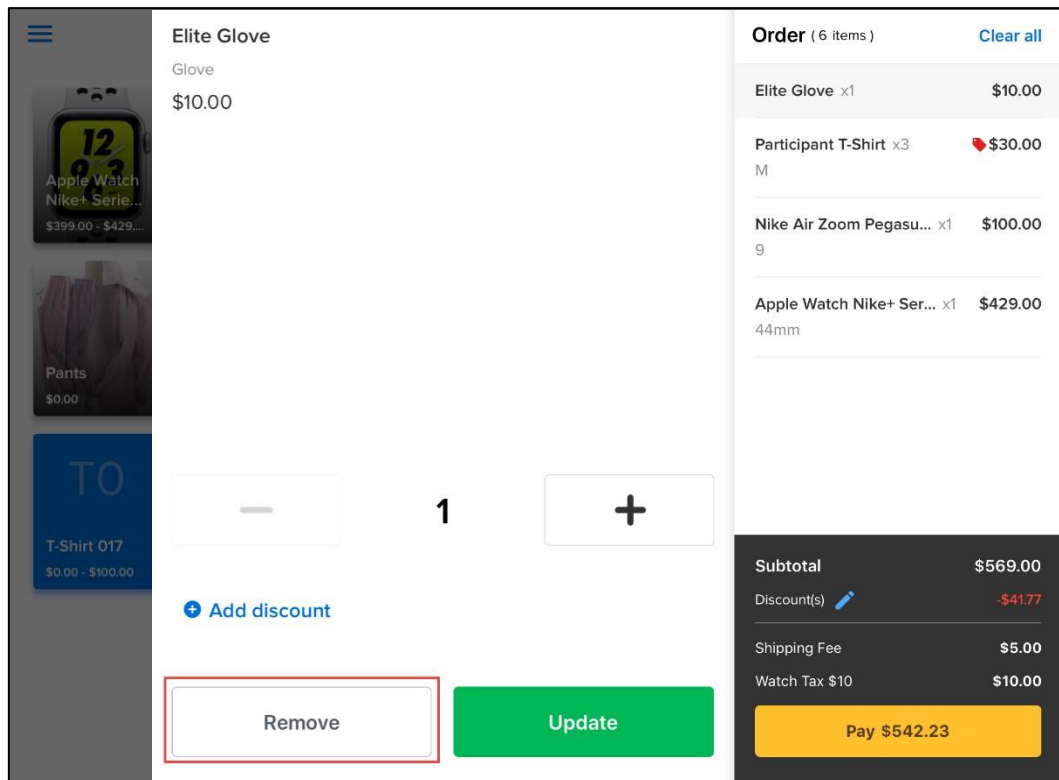 Apple Watch
Nike+ Serie...
$399.00 - $429....
Pants
$0.00
TO
T-Shirt 017
$0.00 - $100.00
Elite Glove
Glove
$10.00
1
Add discount
Remove
Update
Order ( 6 items ) Clear all
Elite Glove x1 $10.00
Participant T-Shirt x3 $30.00
M
Nike Air Zoom Pegasu... x1 $100.00
9
Apple Watch Nike+ Ser... x1 $429.00
44mm
Subtotal $569.00
Discount(s) -$41.77
Shipping Fee $5.00
Watch Tax $10 $10.00
Pay $542.23